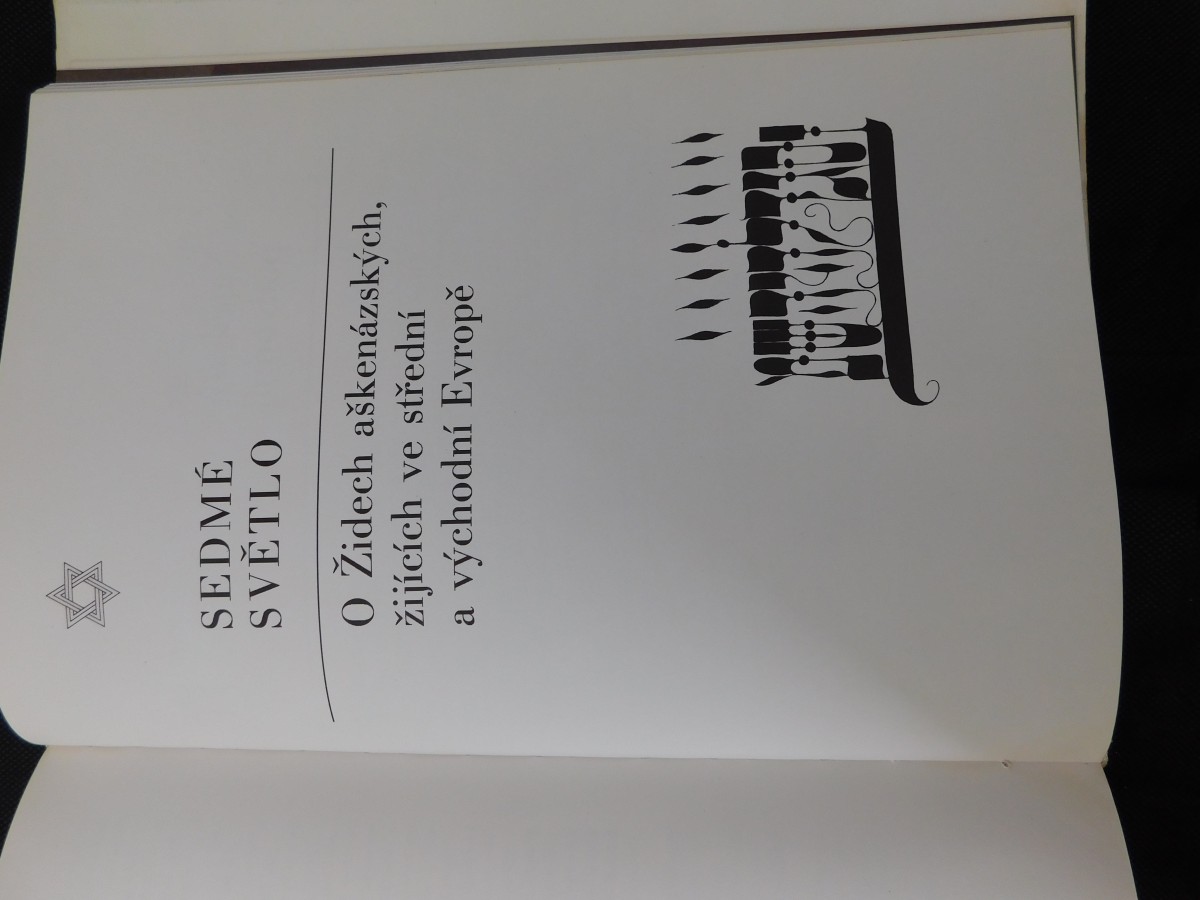 SEDMÉ
SVĚTLO
O Židech aškenázských,
žijících ve střední
a východní Evropě